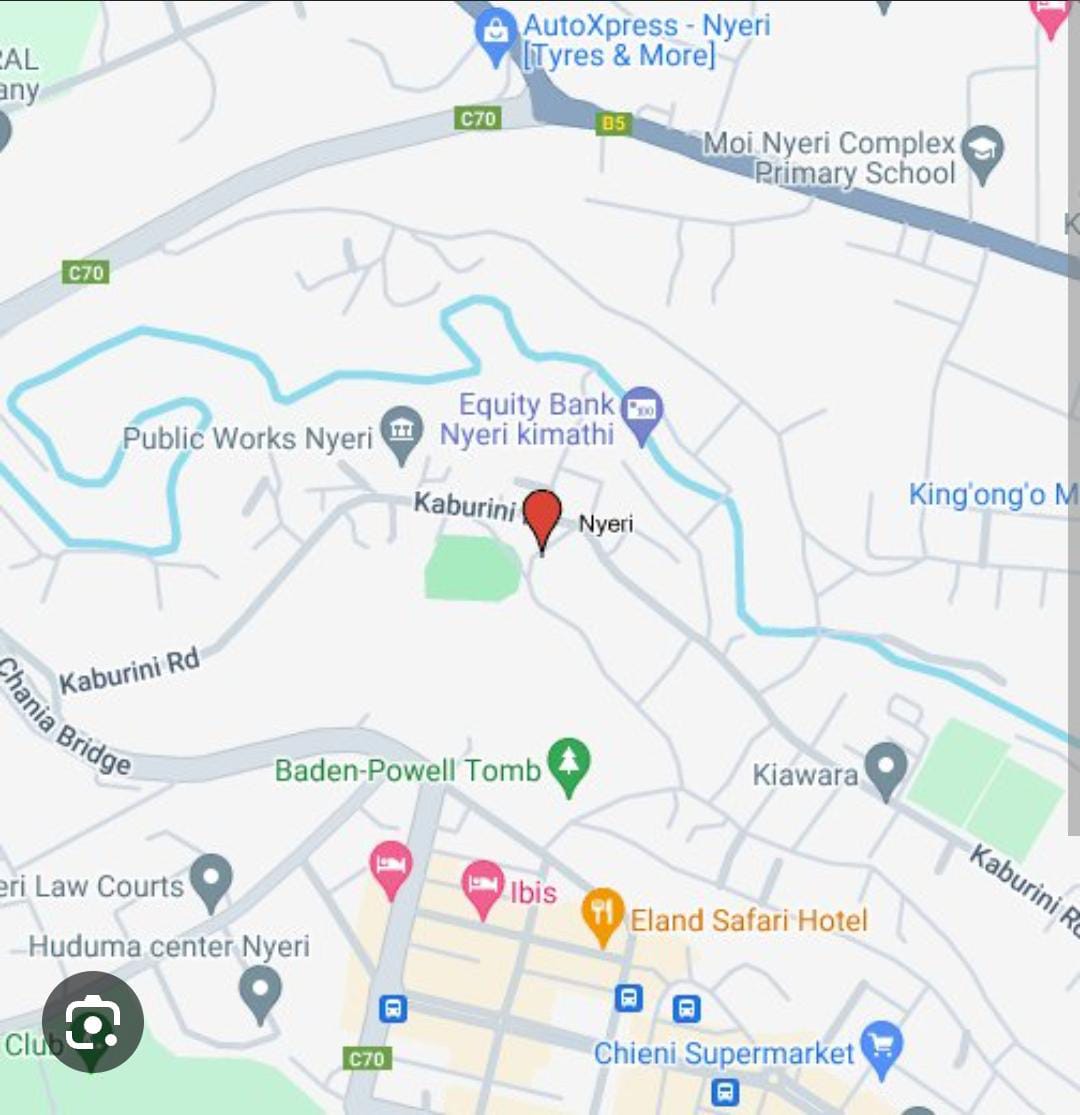 AutoXpress - Nyeri
[Tyres & More]
RAL
any
C70
B5
Moi Nyeri Complex
Primary School
K
C70
Equity Bank
Nyeri kimathi
Public Works Nyeri
King'ong'o M
Kaburini
Nyeri
Kaburini Rd
Chania Bridge
Baden-Powell Tomb
Kiawara
Kaburini Ro
eri Law Courts
Ibis
Eland Safari Hotel
Huduma center Nyeri
Club
C70
Chieni Supermarket